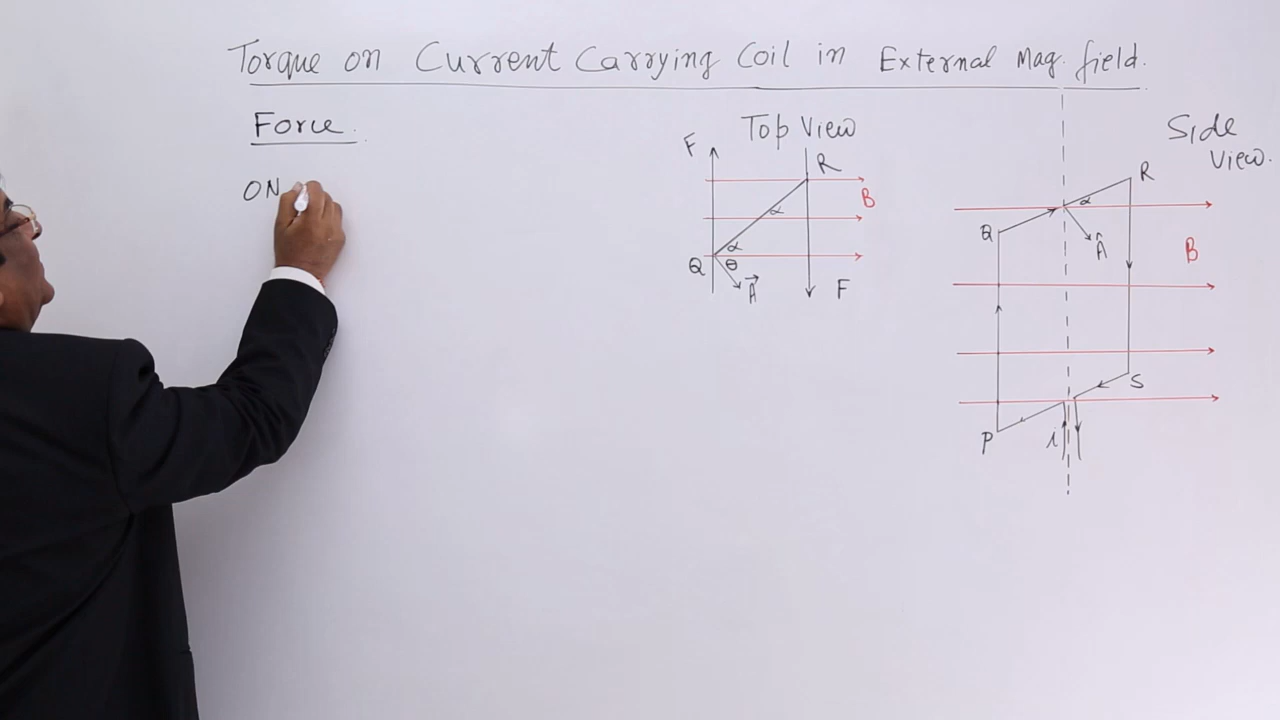 Torque on Current Carrying Coil in External Mag. field.
Force.
ON
Top View
F
R
B
α
α
Q
θ
A
F
Side
View.
R
α
Q
Â
B
S
P
i